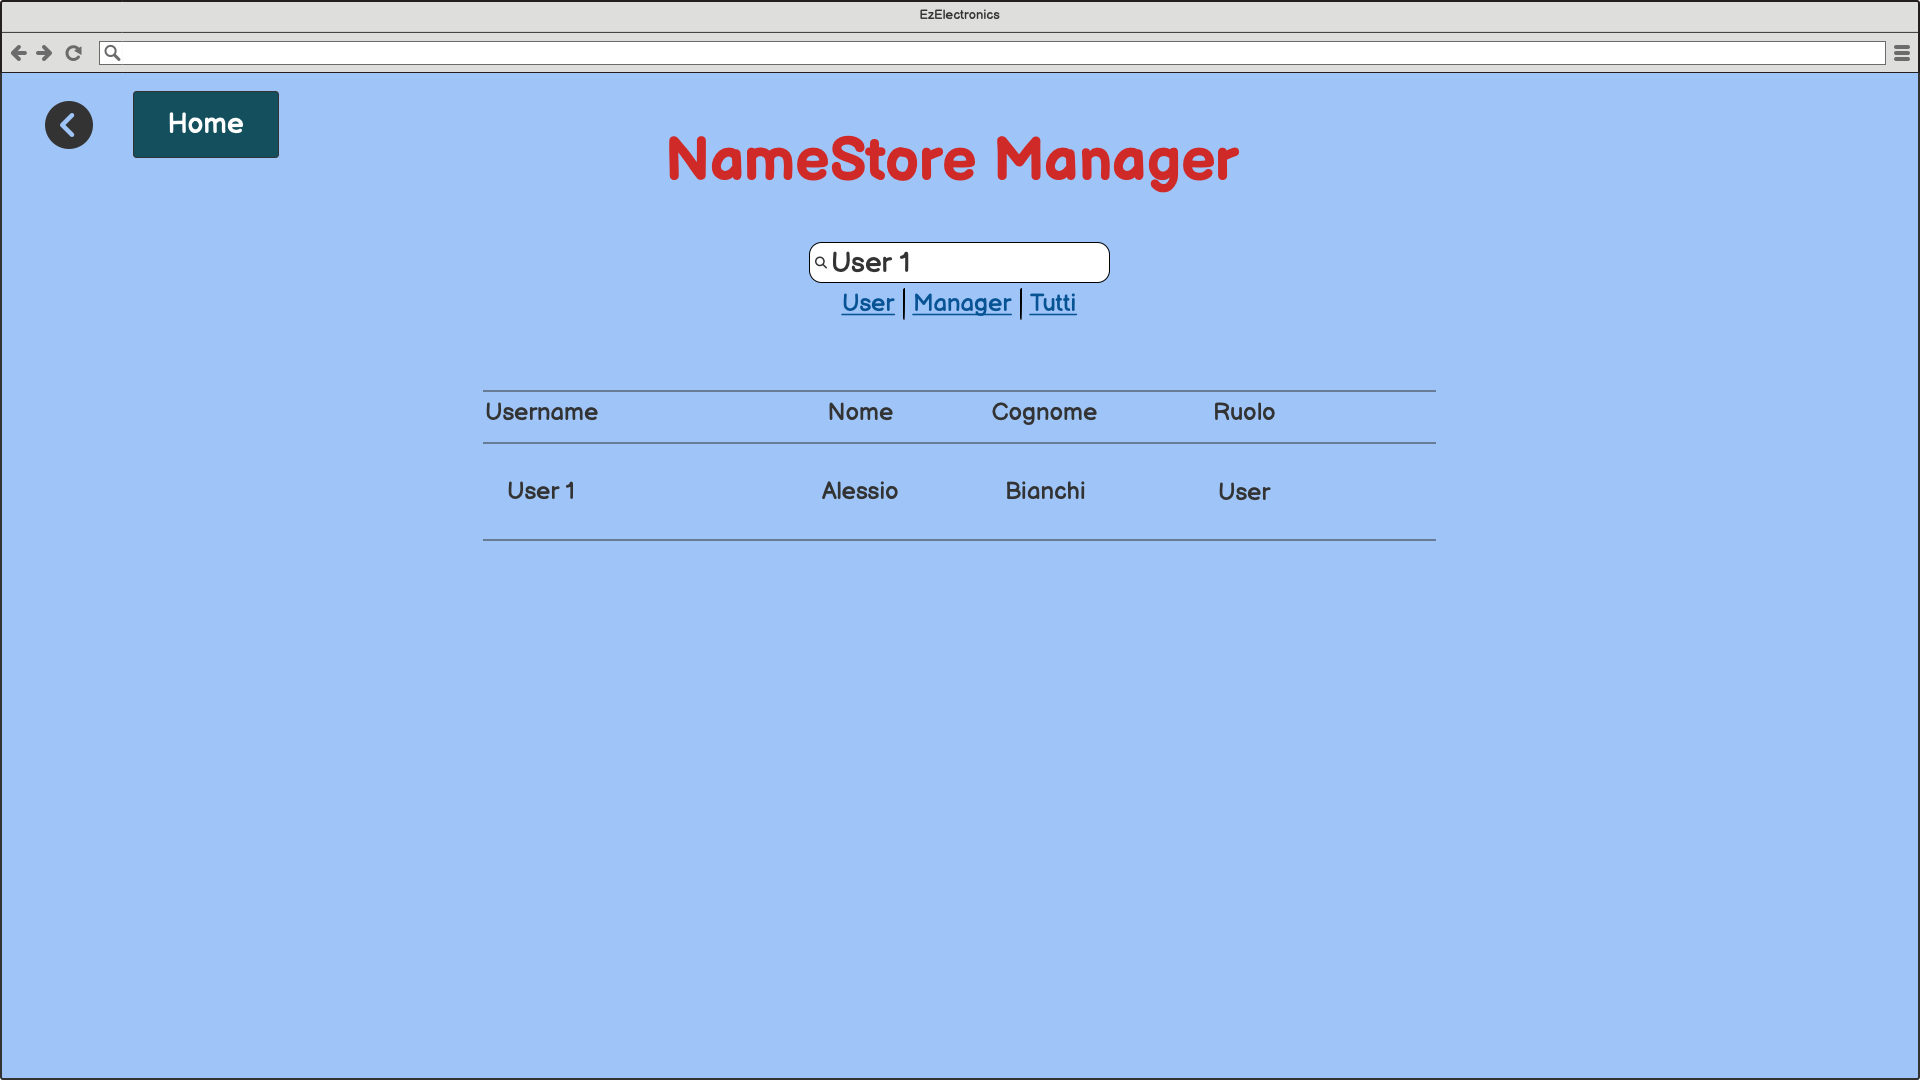 EzElectronics
Home
NameStore Manager
User 1
User | Manager | Tutti
Username Nome Cognome Ruolo
User 1 Alessio Bianchi User